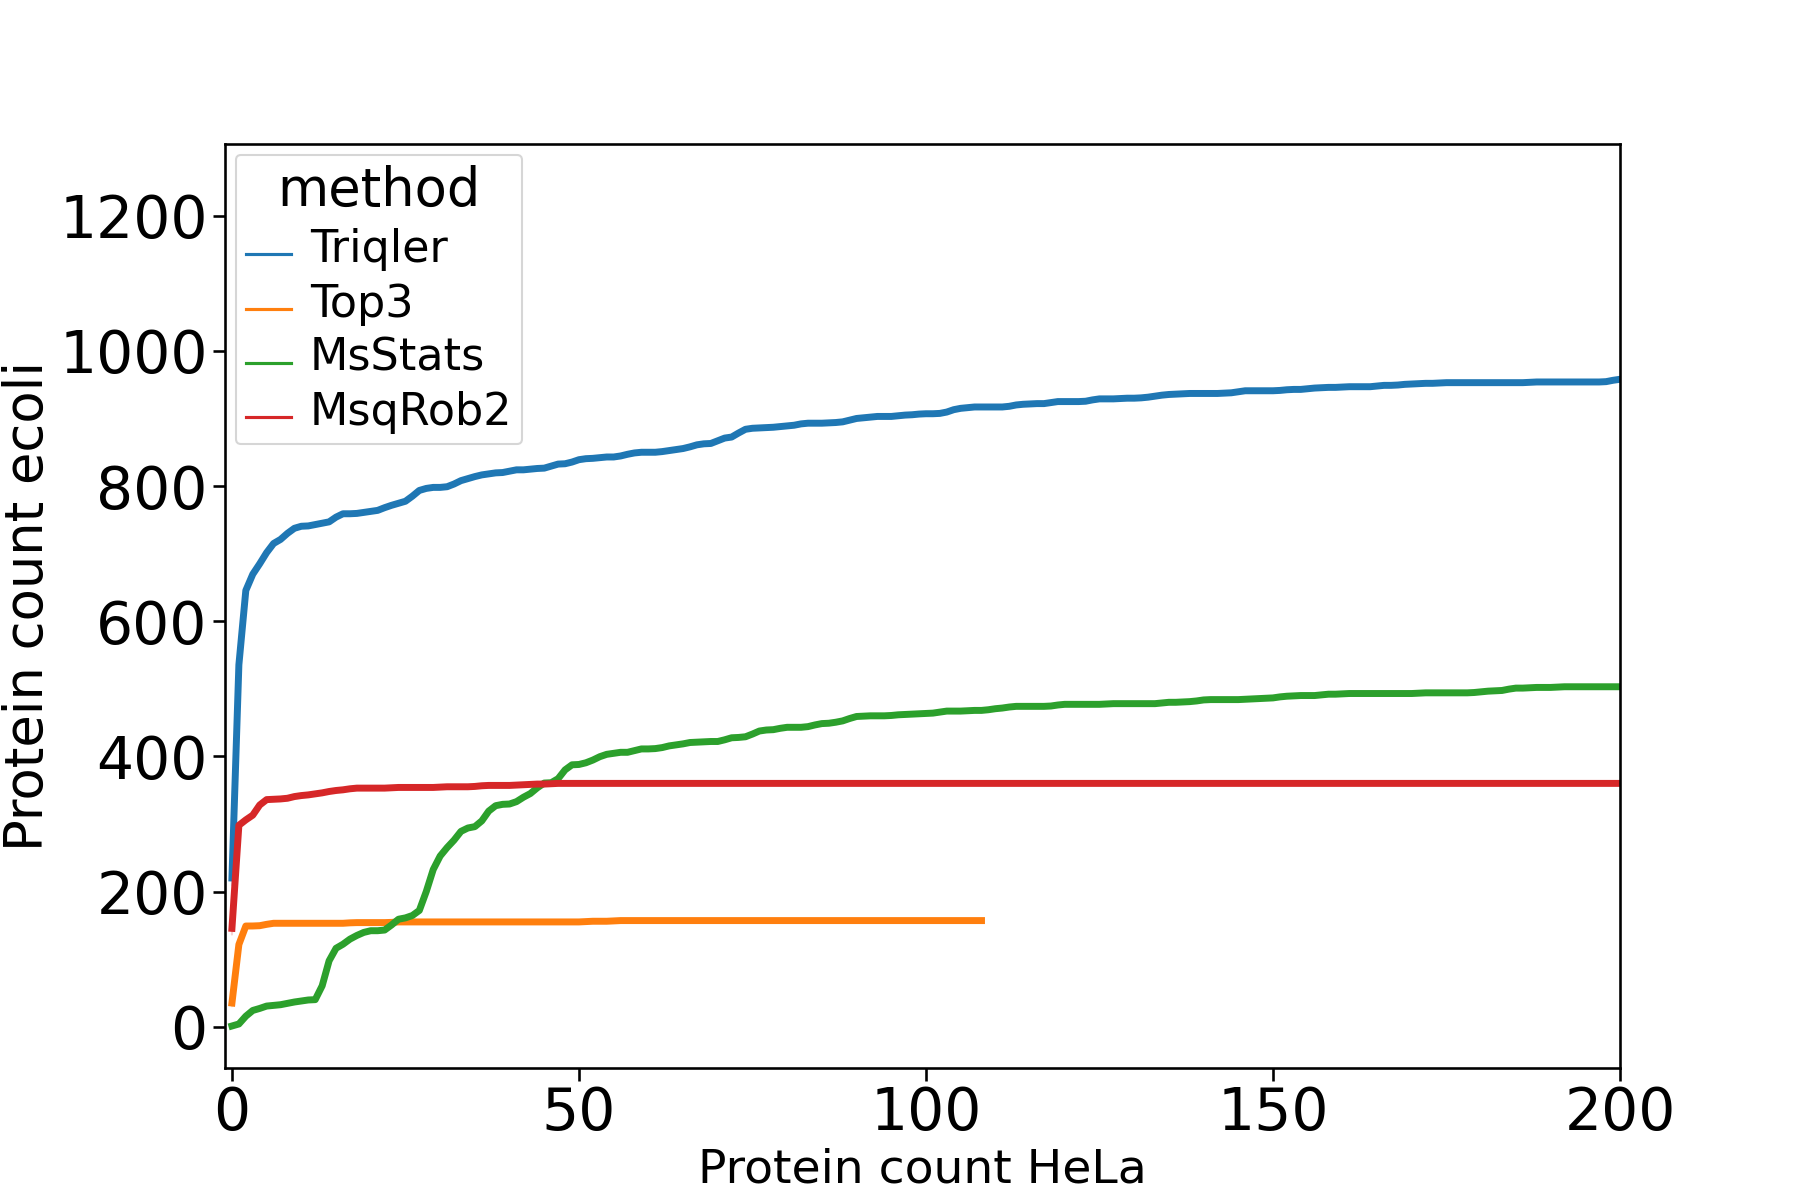 method
Triqler
Top3
MsStats
MsqRob2
1200
1000
800
600
400
200
0
Protein count ecoli
0 50 100 150 200
Protein count HeLa